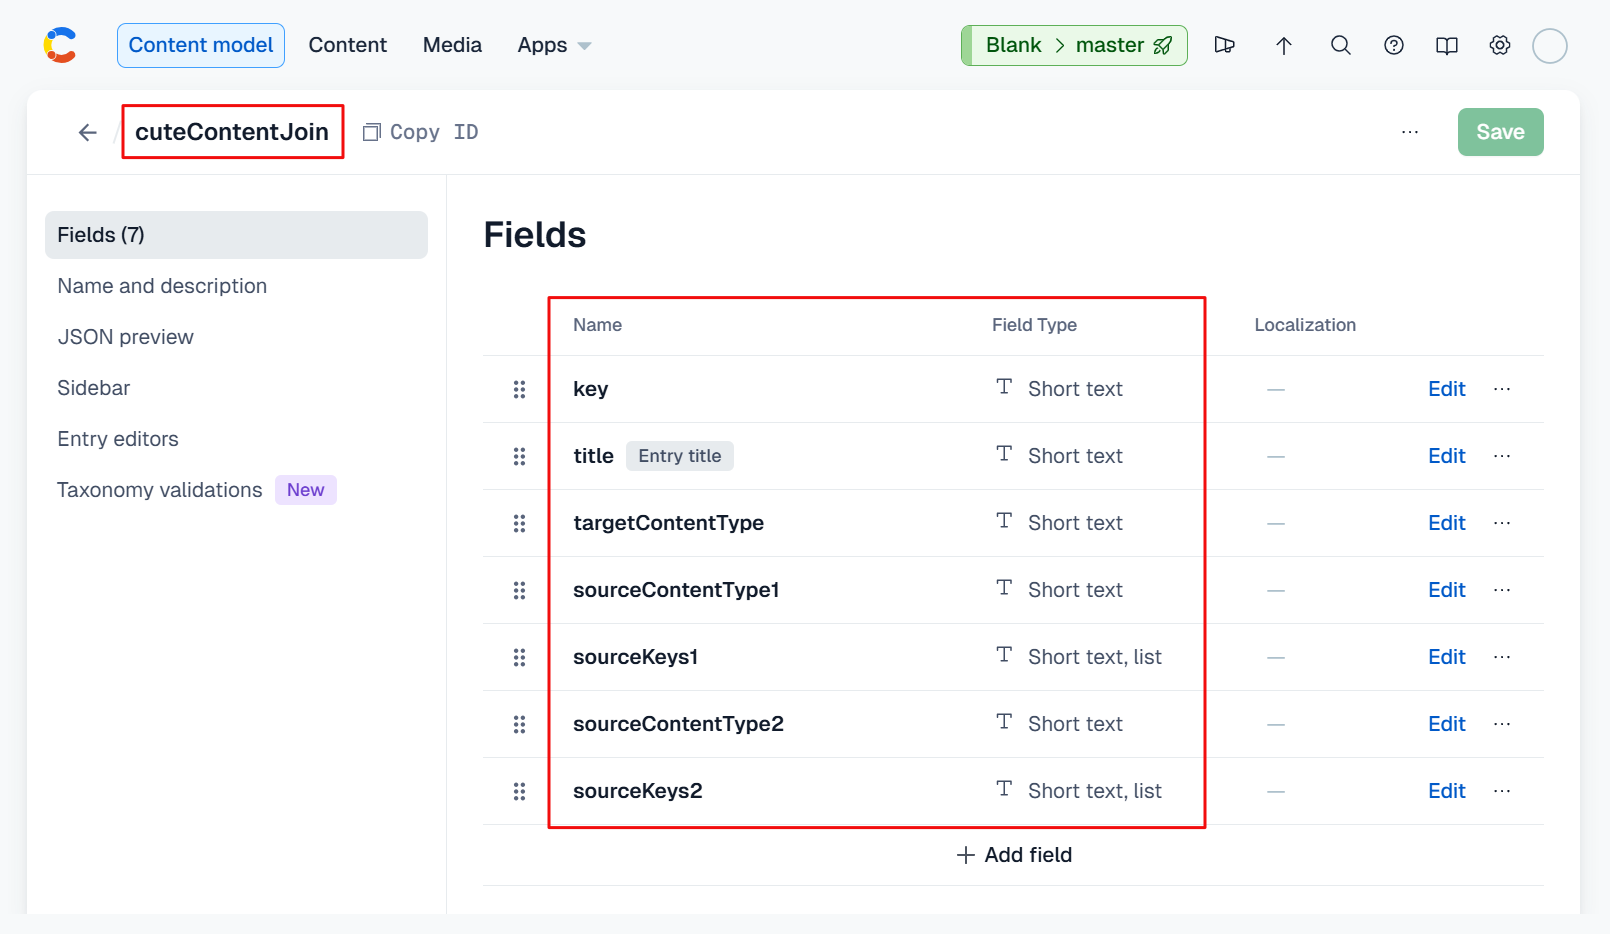 Content model Content Media Apps Blank > master
cuteContentJoin Copy ID ... Save
Fields (7)
Name and description
JSON preview
Sidebar
Entry editors
Taxonomy validations New
Fields
Name Field Type Localization
key T Short text — Edit ...
title Entry title T Short text — Edit ...
targetContentType T Short text — Edit ...
sourceContentType1 T Short text — Edit ...
sourceKeys1 T Short text, list — Edit ...
sourceContentType2 T Short text — Edit ...
sourceKeys2 T Short text, list — Edit ...
+ Add field